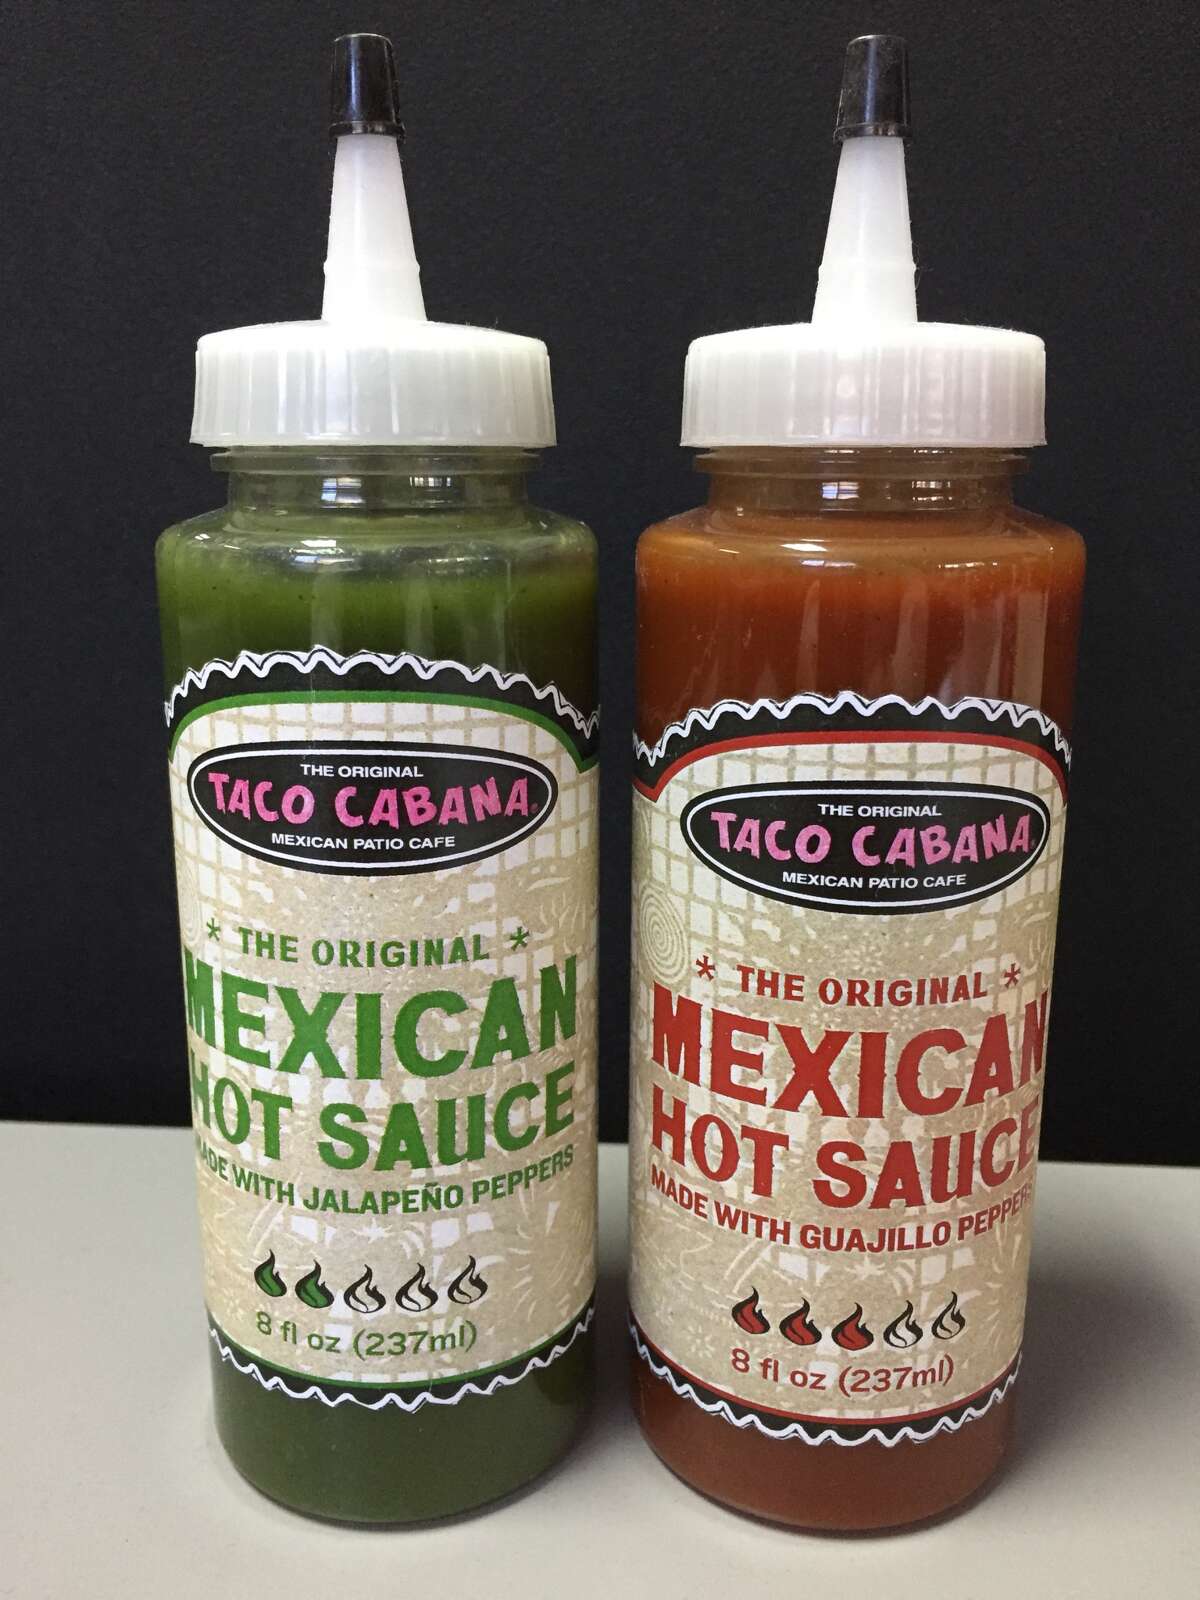 THE ORIGINAL
TACO CABANA®
MEXICAN PATIO CAFE
* THE ORIGINAL *
MEXICAN
HOT SAUCE
MADE WITH JALAPEÑO PEPPERS
8 fl oz (237ml)
THE ORIGINAL
TACO CABANA®
MEXICAN PATIO CAFE
* THE ORIGINAL *
MEXICAN
HOT SAUCE
MADE WITH GUAJILLO PEPPERS
8 fl oz (237ml)